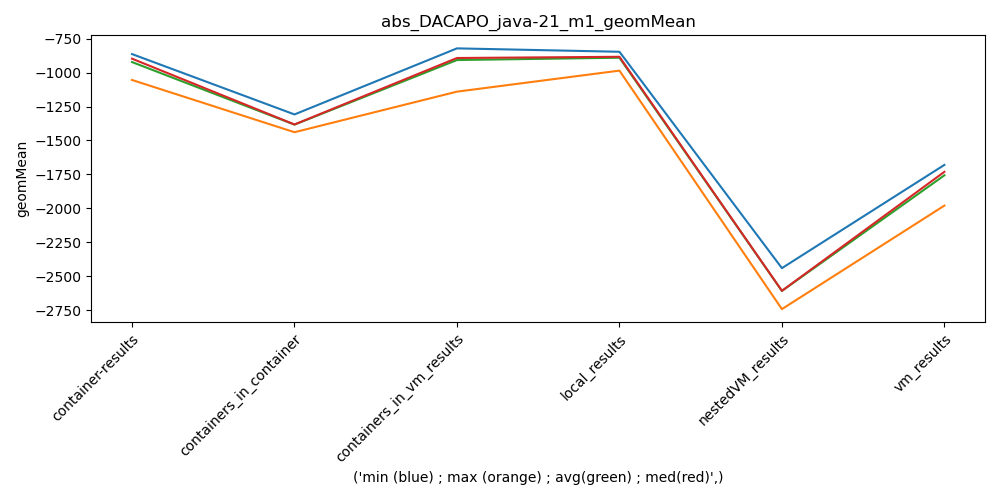 abs_DACAPO_java-21_m1_geomMean
geomMean
−750
−1000
−1250
−1500
−1750
−2000
−2250
−2500
−2750
container-results
containers_in_container
containers_in_vm_results
local_results
nestedVM_results
vm_results
('min (blue) ; max (orange) ; avg(green) ; med(red)',)